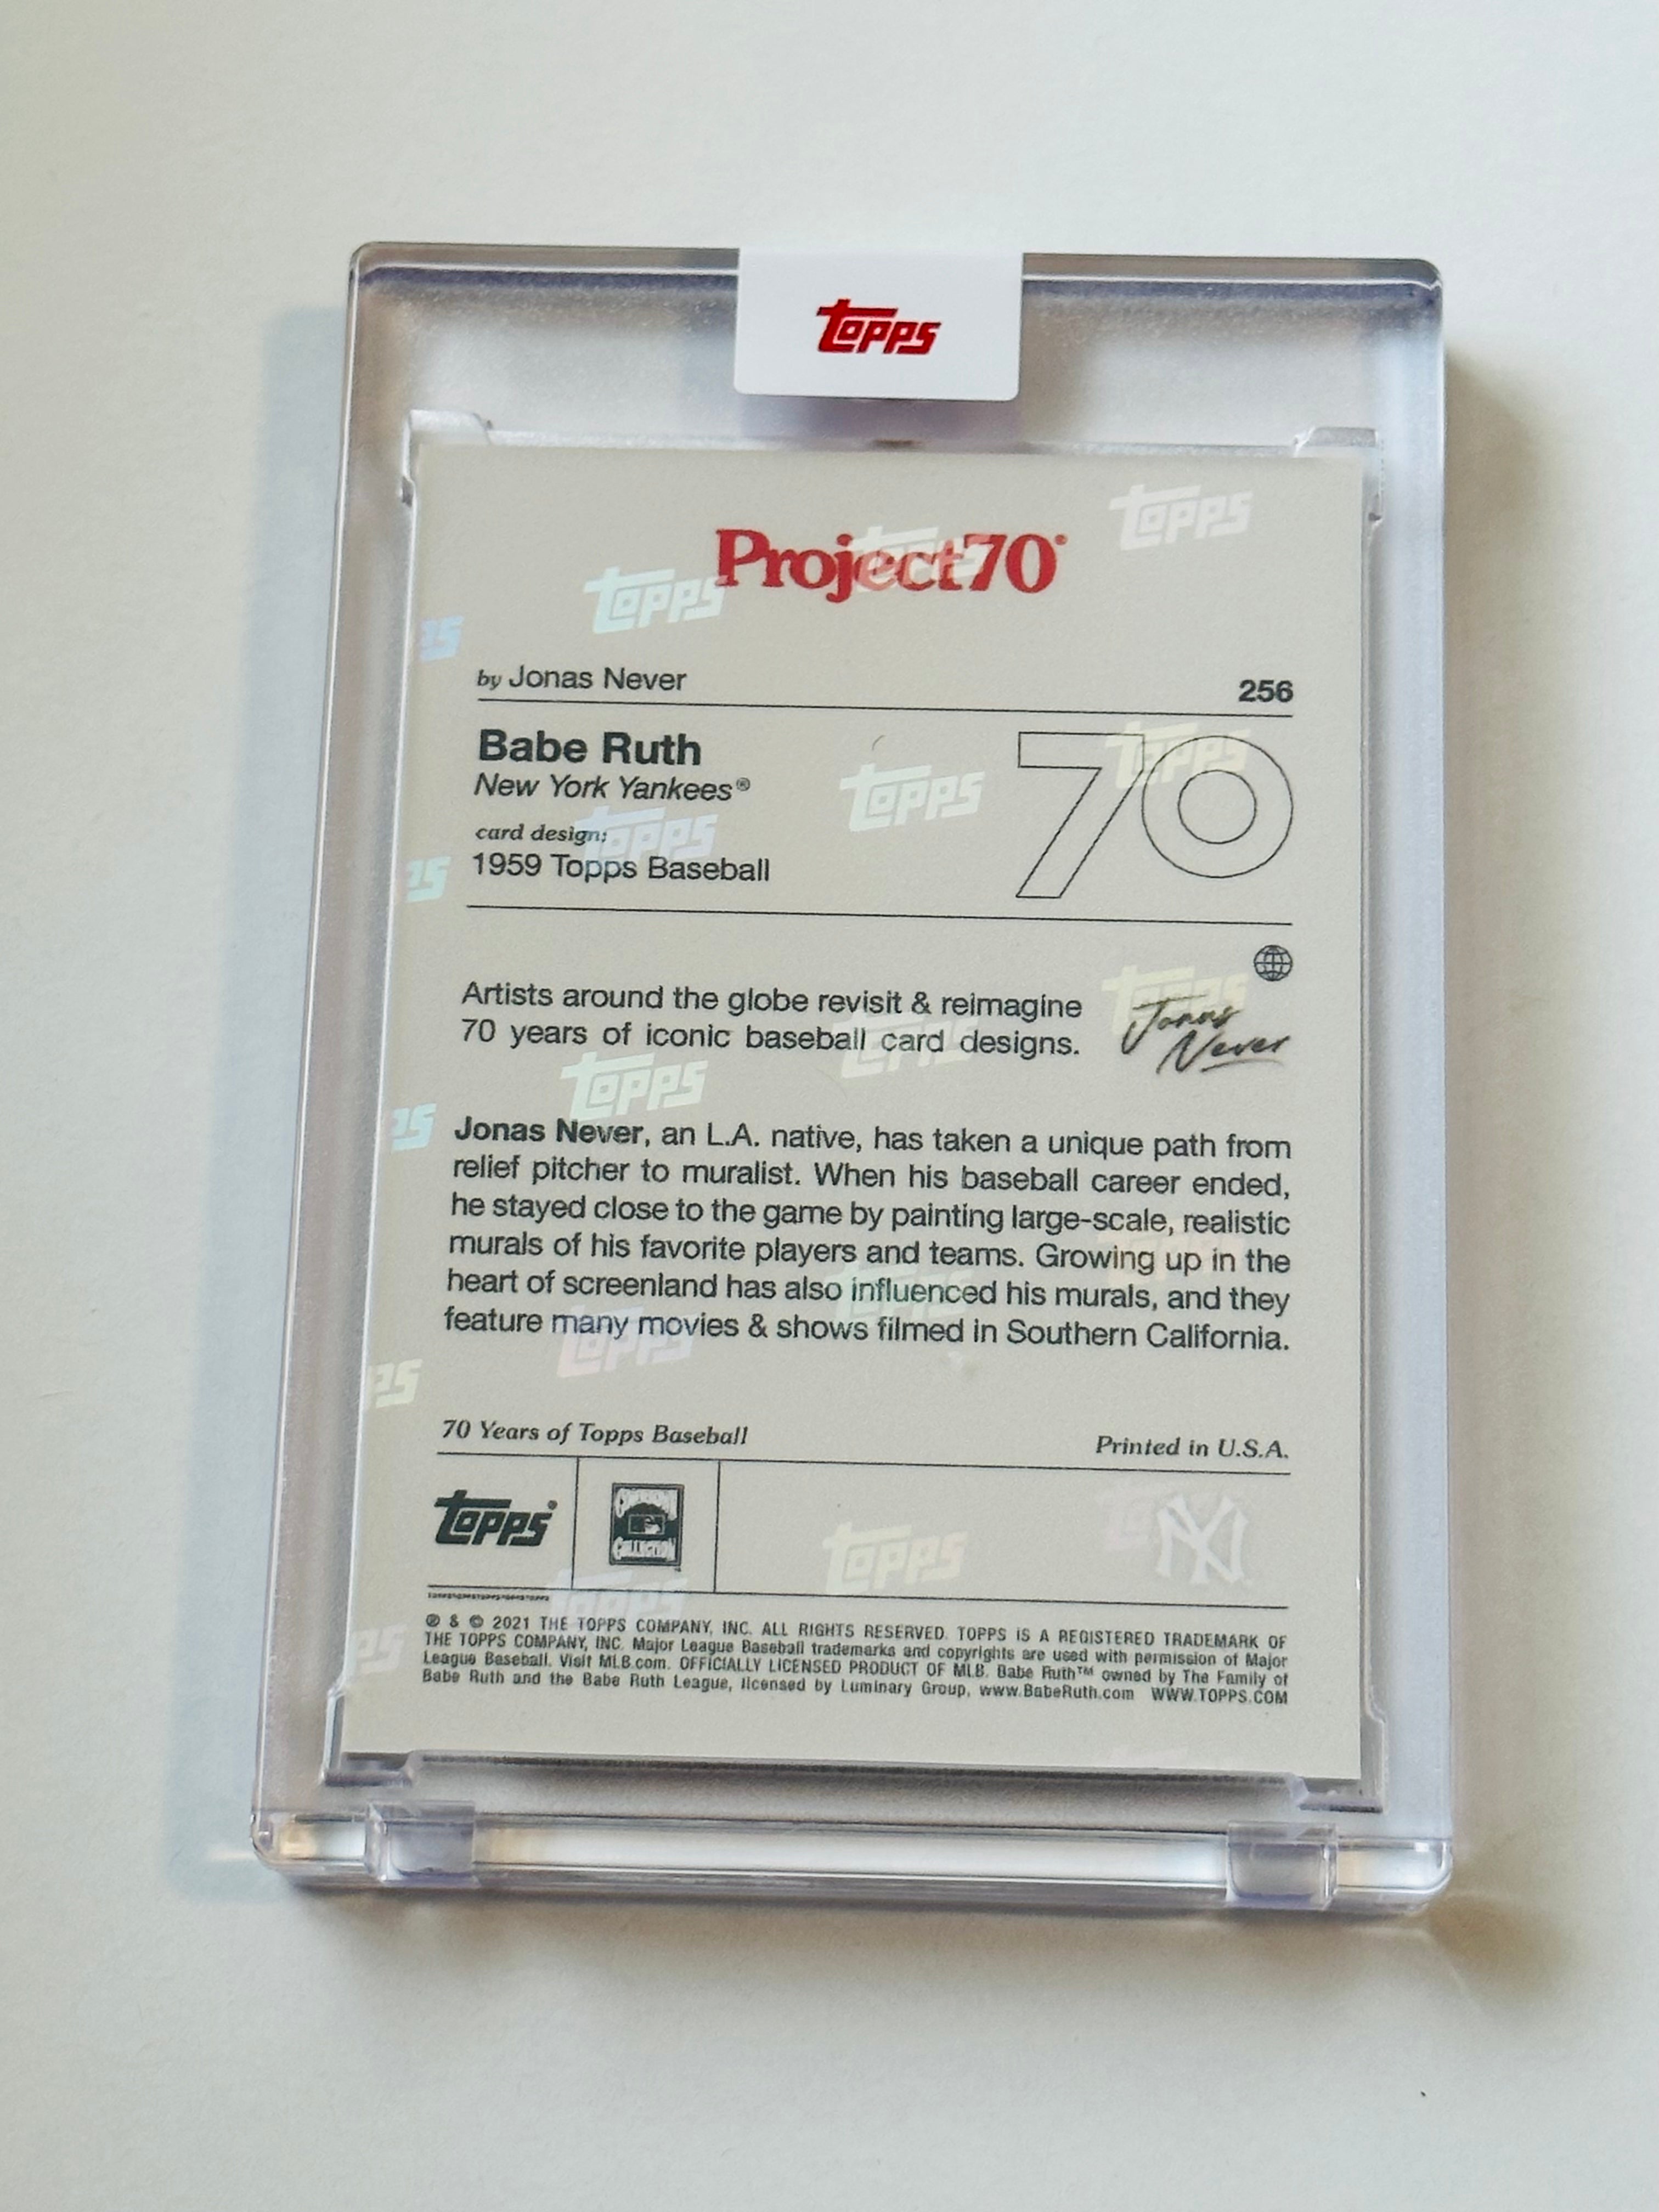 Topps
Project70
by Jonas Never 256
Babe Ruth
New York Yankees®
card design:
1959 Topps Baseball
70
Artists around the globe revisit & reimagine
70 years of iconic baseball card designs.
Jonas
Never
Jonas Never, an L.A. native, has taken a unique path from
relief pitcher to muralist. When his baseball career ended,
he stayed close to the game by painting large-scale, realistic
murals of his favorite players and teams. Growing up in the
heart of screenland has also influenced his murals, and they
feature many movies & shows filmed in Southern California.
70 Years of Topps Baseball Printed in U.S.A.
Topps® COOPERSTOWN COLLECTION NY
® & © 2021 THE TOPPS COMPANY, INC. ALL RIGHTS RESERVED. TOPPS IS A REGISTERED TRADEMARK OF
THE TOPPS COMPANY, INC. Major League Baseball trademarks and copyrights are used with permission of Major
League Baseball. Visit MLB.com. OFFICIALLY LICENSED PRODUCT OF MLB. Babe Ruth™ owned by The Family of
Babe Ruth and the Babe Ruth League, licensed by Luminary Group, www.BabeRuth.com WWW.TOPPS.COM